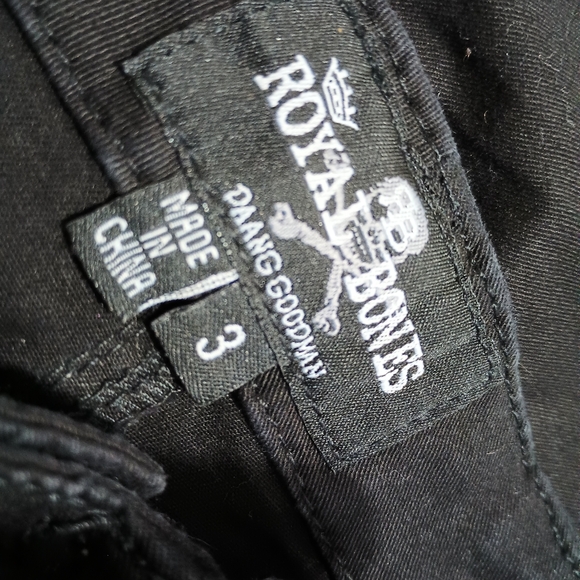 ROYAL BONES
DAANG GOODMAN
MADE
IN
CHINA
3